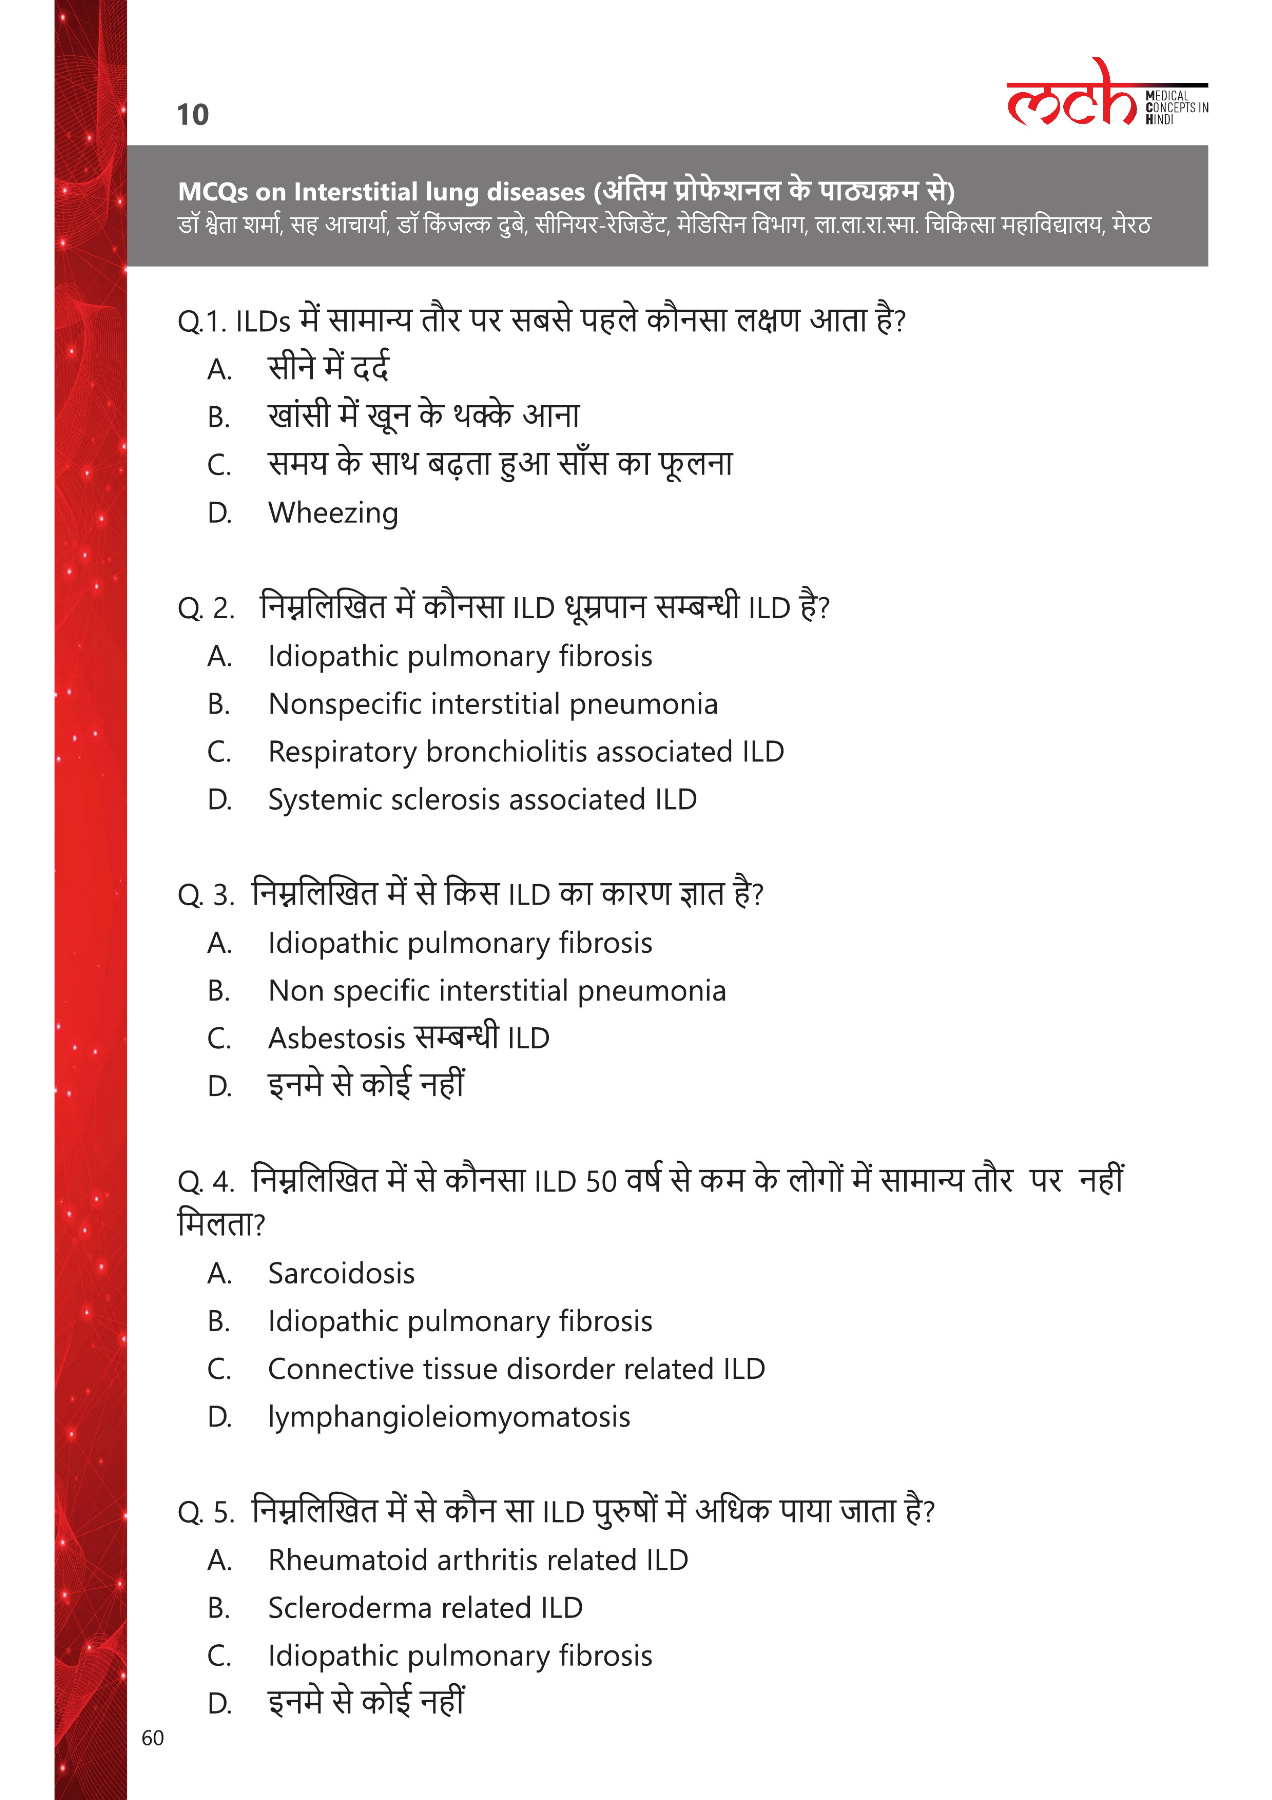 10
mch MEDICAL
CONCEPTS IN
HINDI
MCQs on Interstitial lung diseases (अंतिम प्रोफेशनल के पाठ्यक्रम से)
डॉ श्वेता शर्मा, सह आचार्या, डॉ किंजल्क दुबे, सीनियर-रेजिडेंट, मेडिसिन विभाग, ला.ला.रा.स्मा. चिकित्सा महाविद्यालय, मेरठ
Q.1. ILDs में सामान्य तौर पर सबसे पहले कौनसा लक्षण आता है?
A. सीने में दर्द
B. खांसी में खून के थक्के आना
C. समय के साथ बढ़ता हुआ साँस का फूलना
D. Wheezing
Q. 2. निम्नलिखित में कौनसा ILD धूम्रपान सम्बन्धी ILD है?
A. Idiopathic pulmonary fibrosis
B. Nonspecific interstitial pneumonia
C. Respiratory bronchiolitis associated ILD
D. Systemic sclerosis associated ILD
Q. 3. निम्नलिखित में से किस ILD का कारण ज्ञात है?
A. Idiopathic pulmonary fibrosis
B. Non specific interstitial pneumonia
C. Asbestosis सम्बन्धी ILD
D. इनमे से कोई नहीं
Q. 4. निम्नलिखित में से कौनसा ILD 50 वर्ष से कम के लोगों में सामान्य तौर पर नहीं
मिलता?
A. Sarcoidosis
B. Idiopathic pulmonary fibrosis
C. Connective tissue disorder related ILD
D. lymphangioleiomyomatosis
Q. 5. निम्नलिखित में से कौन सा ILD पुरुषों में अधिक पाया जाता है?
A. Rheumatoid arthritis related ILD
B. Scleroderma related ILD
C. Idiopathic pulmonary fibrosis
D. इनमे से कोई नहीं
60